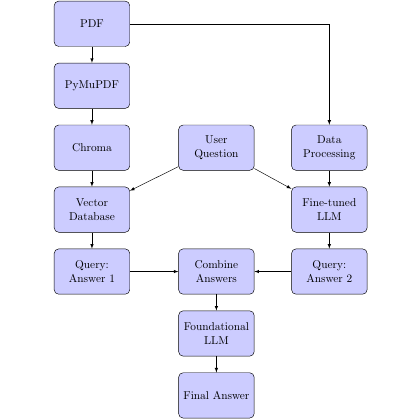 PDF
PyMuPDF
Chroma
User
Question
Data
Processing
Vector
Database
Fine-tuned
LLM
Query:
Answer 1
Combine
Answers
Query:
Answer 2
Foundational
LLM
Final Answer